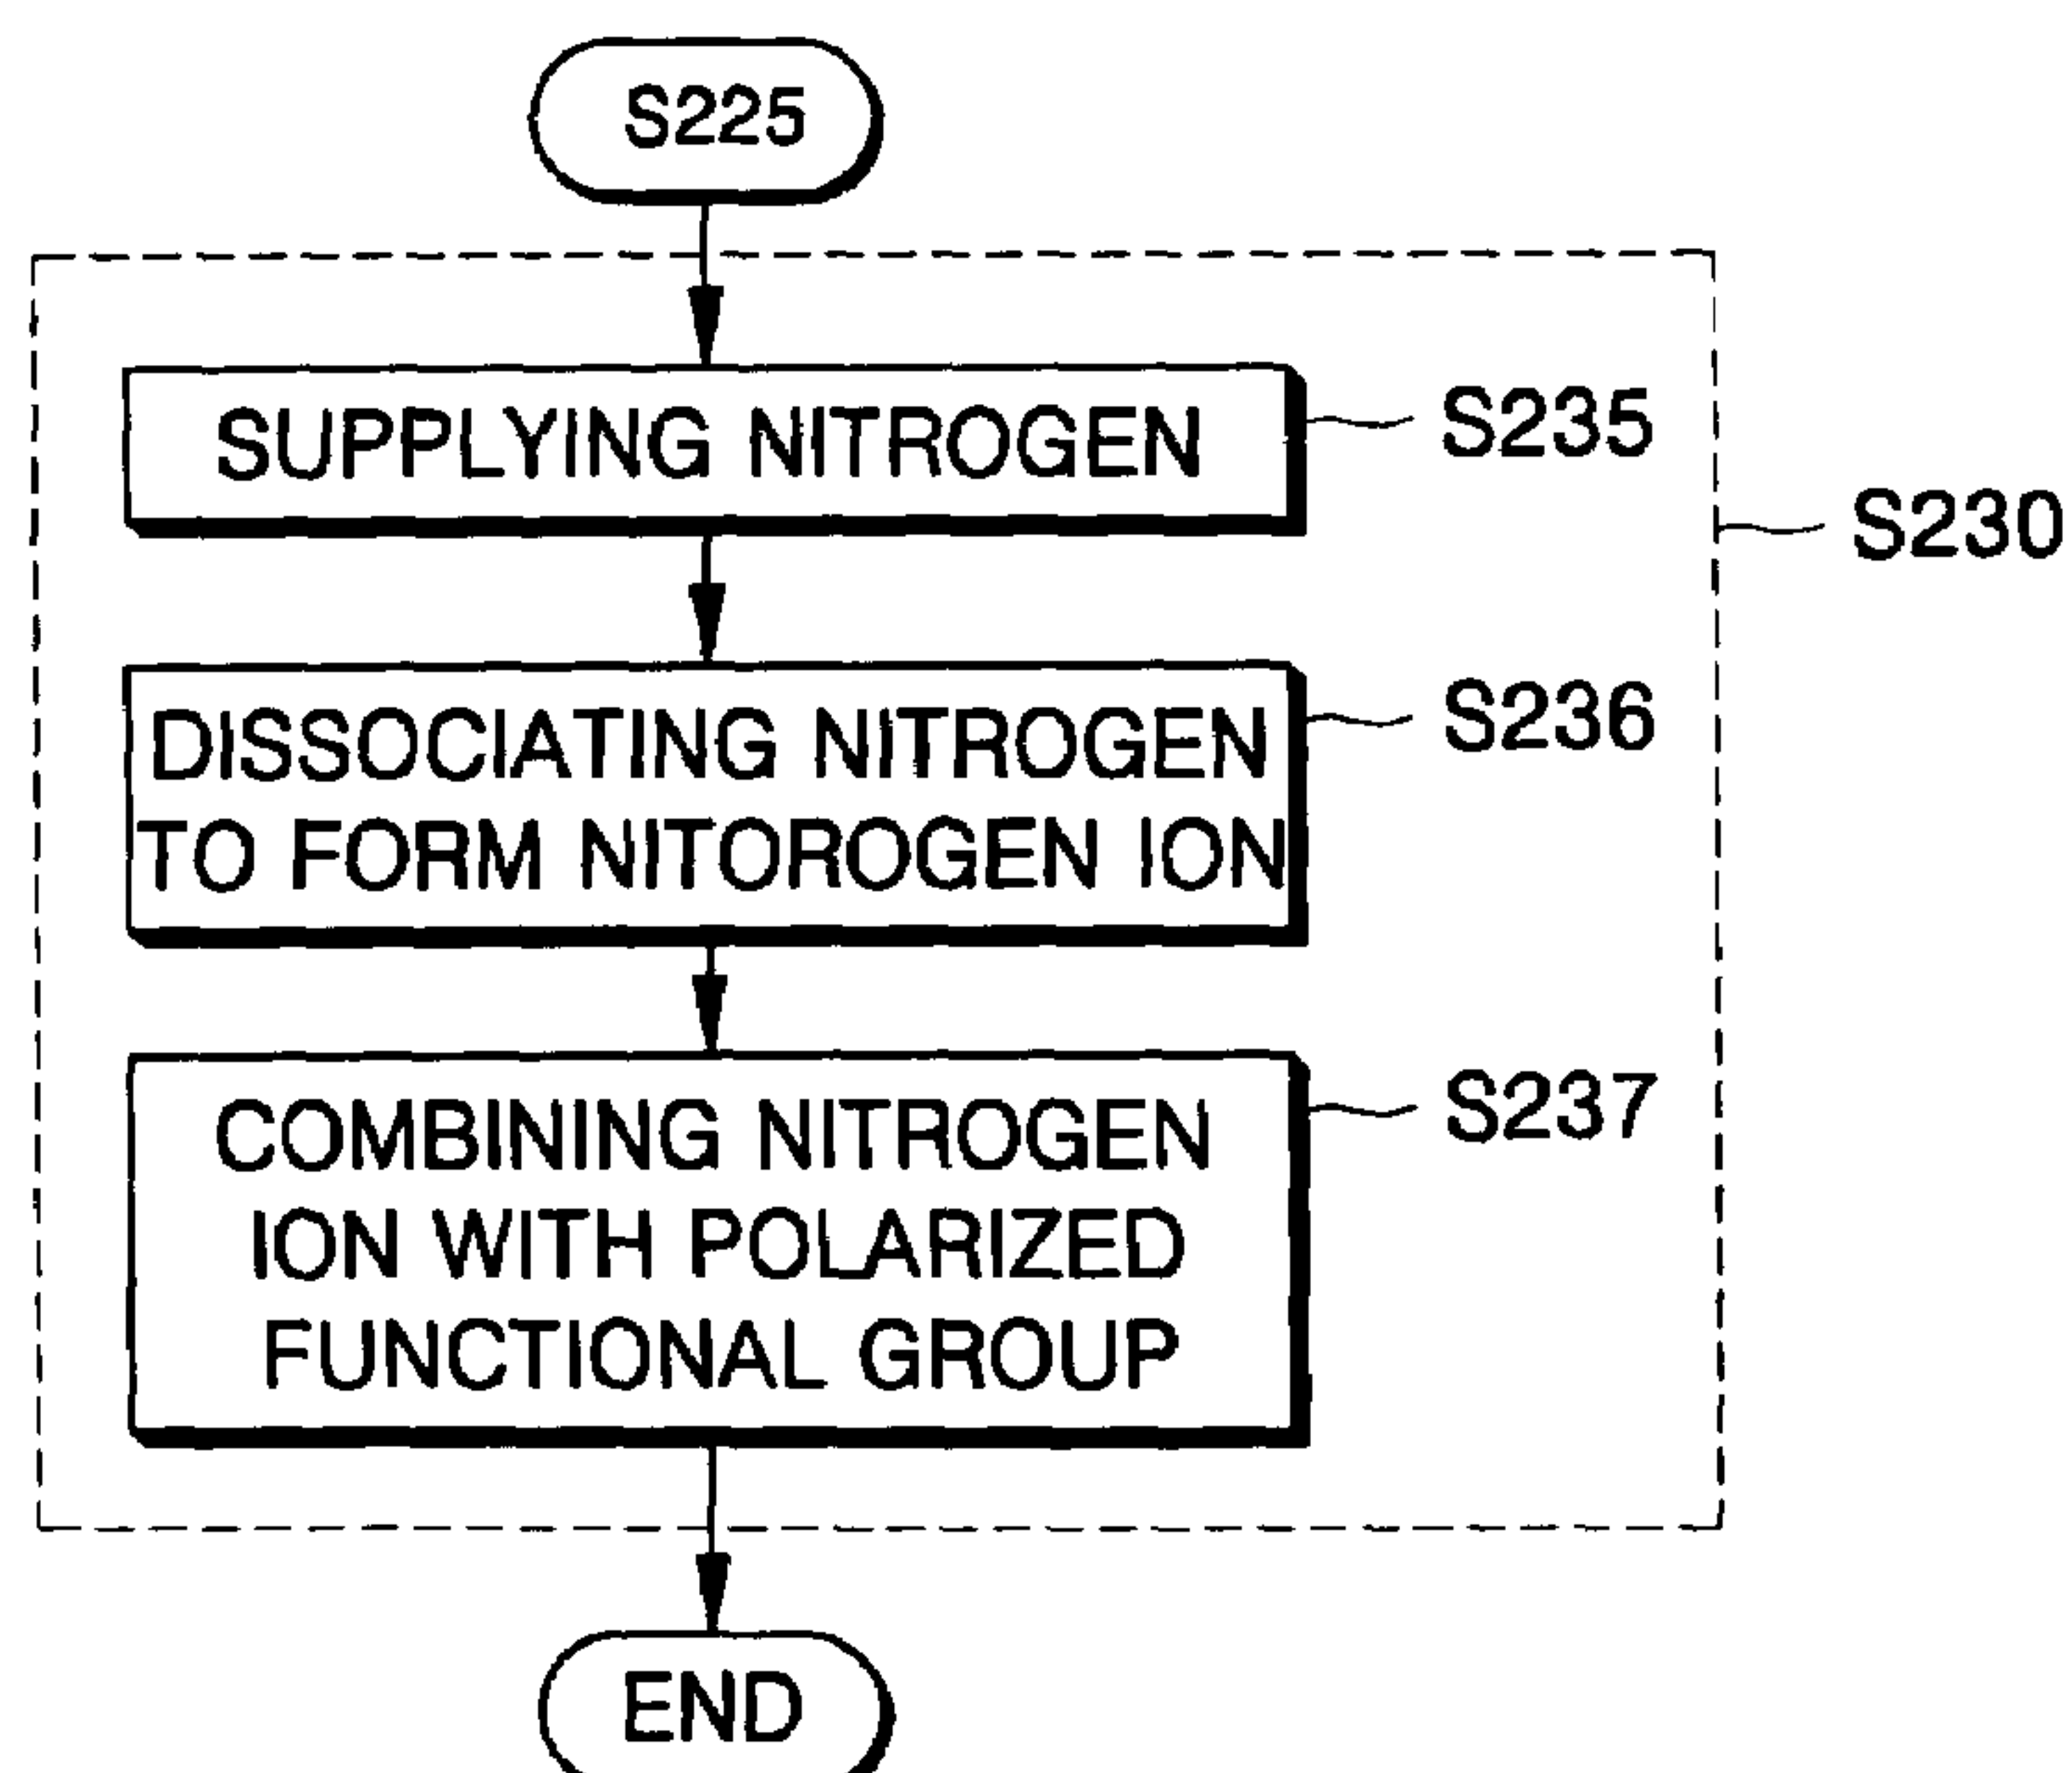 S225
SUPPLYING NITROGEN
S235
S230
DISSOCIATING NITROGEN
TO FORM NITOROGEN ION
S236
COMBINING NITROGEN
ION WITH POLARIZED
FUNCTIONAL GROUP
S237
END